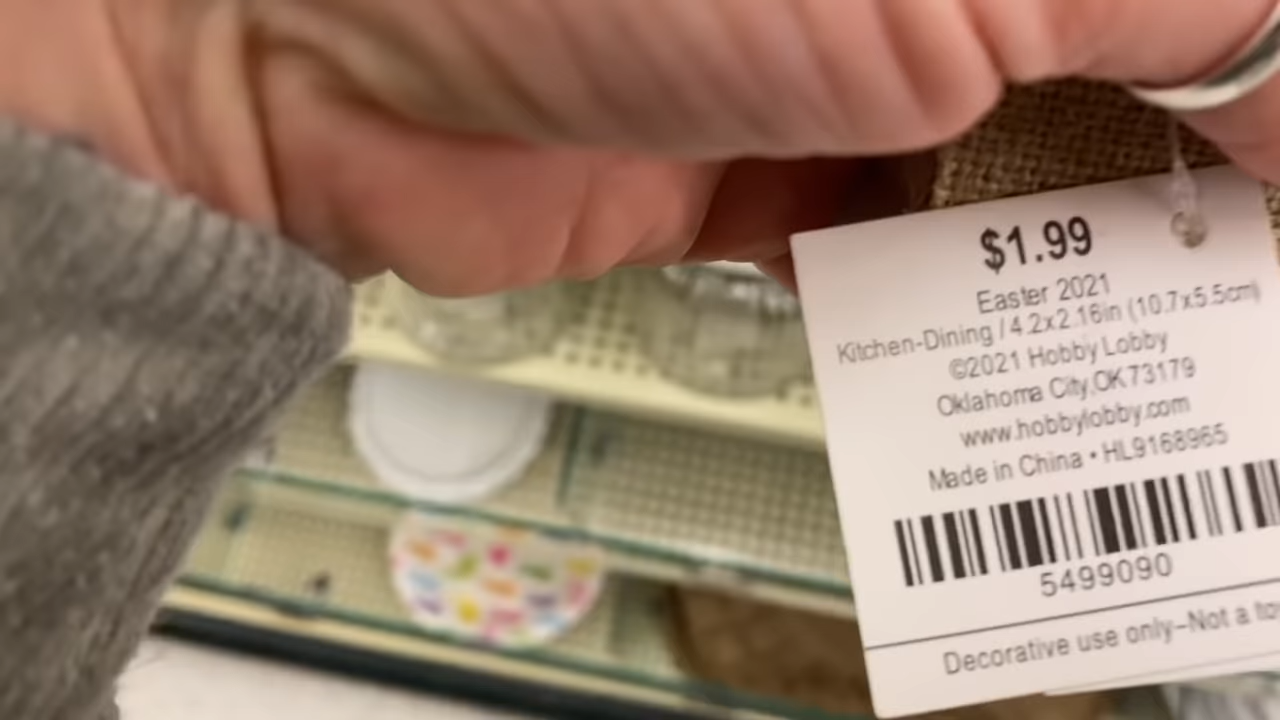 $1.99
Easter 2021
Kitchen-Dining / 4.2x2.16in (10.7x5.5cm)
©2021 Hobby Lobby
Oklahoma City,OK 73179
www.hobbylobby.com
Made in China • HL9168965
5499090
Decorative use only–Not a